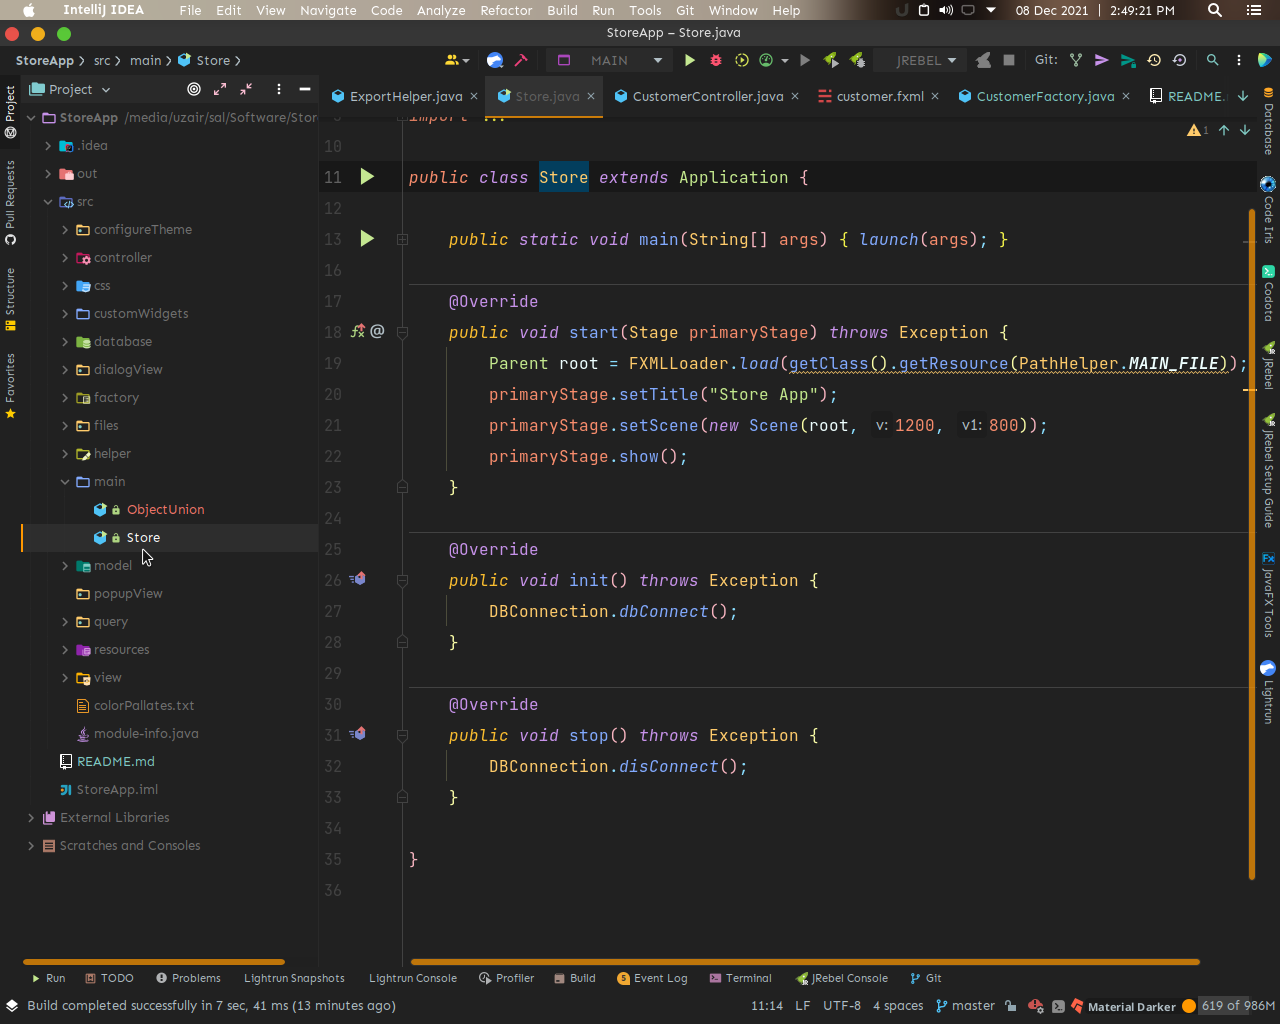 IntelliJ IDEA File Edit View Navigate Code Analyze Refactor Build Run Tools Git Window Help 08 Dec 2021 | 2:49:21 PM
StoreApp – Store.java
StoreApp src main Store MAIN JREBEL Git:
Project
ExportHelper.java Store.java CustomerController.java customer.fxml CustomerFactory.java README.
StoreApp /media/uzair/sal/Software/Stor
.idea
out
src
configureTheme
controller
css
customWidgets
database
dialogView
factory
files
helper
main
ObjectUnion
Store
model
popupView
query
resources
view
colorPallates.txt
module-info.java
README.md
StoreApp.iml
External Libraries
Scratches and Consoles
Project
Pull Requests
Structure
Favorites
import ...
1
10
11 public class Store extends Application {
12
13 public static void main(String[] args) { launch(args); }
16
17 @Override
18 @ public void start(Stage primaryStage) throws Exception {
19 Parent root = FXMLLoader.load(getClass().getResource(PathHelper.MAIN_FILE));
20 primaryStage.setTitle("Store App");
21 primaryStage.setScene(new Scene(root, v: 1200, v1: 800));
22 primaryStage.show();
23 }
24
25 @Override
26 public void init() throws Exception {
27 DBConnection.dbConnect();
28 }
29
30 @Override
31 public void stop() throws Exception {
32 DBConnection.disConnect();
33 }
34
35 }
36
Database
Code Iris
Codota
JRebel
JRebel Setup Guide
JavaFX Tools
Lightrun
Run TODO Problems Lightrun Snapshots Lightrun Console Profiler Build 5 Event Log Terminal JRebel Console Git
Build completed successfully in 7 sec, 41 ms (13 minutes ago) 11:14 LF UTF-8 4 spaces master Material Darker 619 of 986M